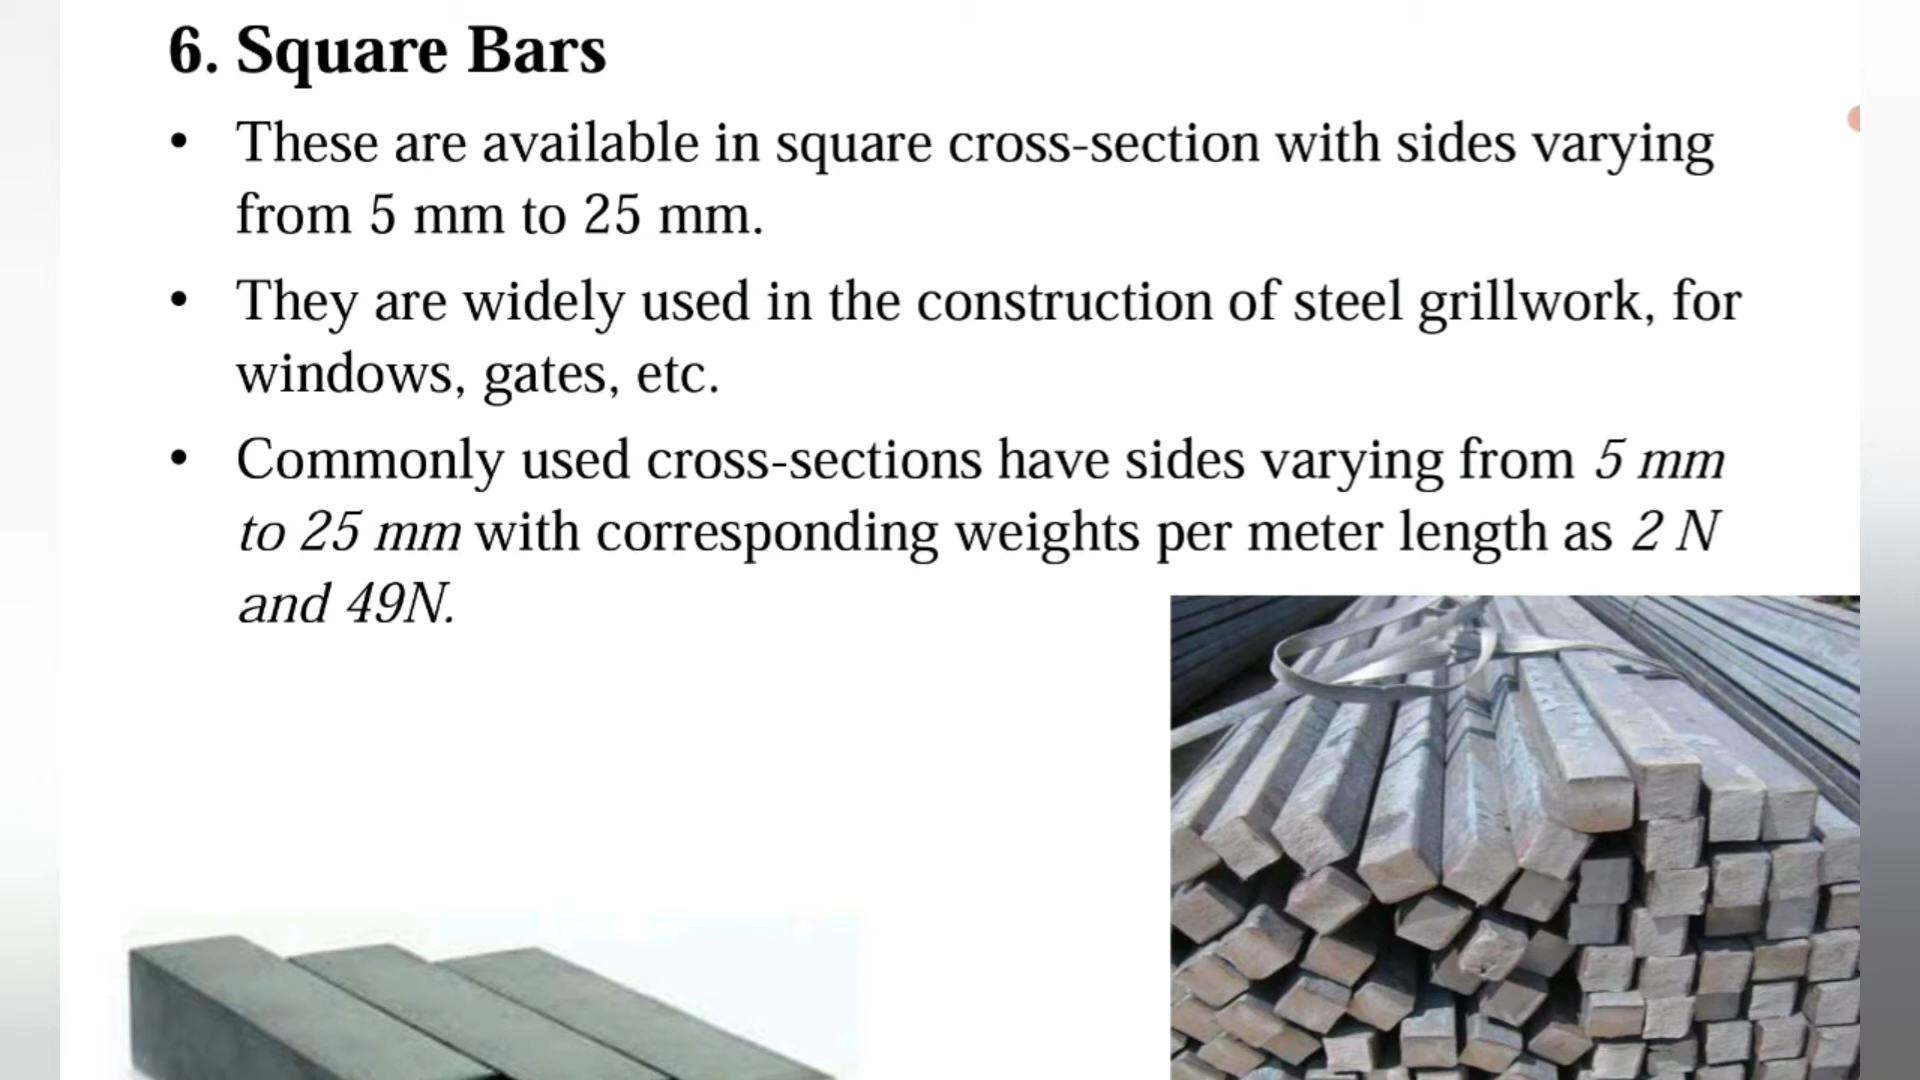 6. Square Bars
• These are available in square cross-section with sides varying
from 5 mm to 25 mm.
• They are widely used in the construction of steel grillwork, for
windows, gates, etc.
• Commonly used cross-sections have sides varying from 5 mm
to 25 mm with corresponding weights per meter length as 2 N
and 49N.